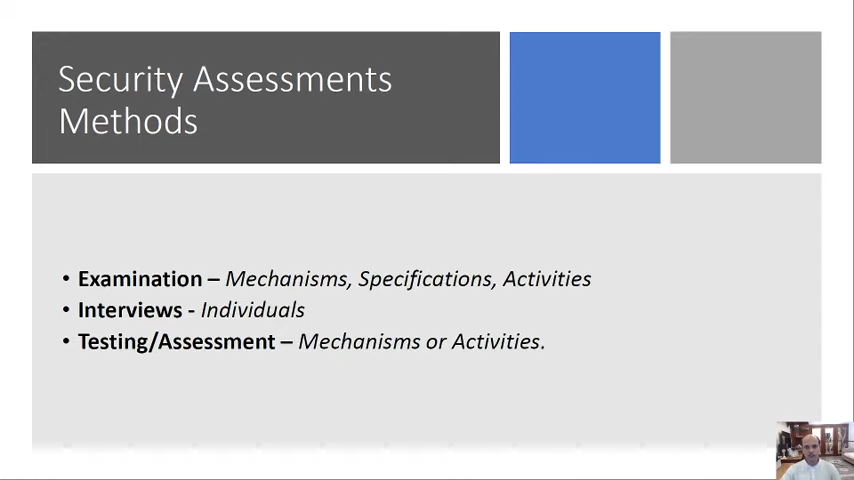 Security Assessments
Methods
• Examination – Mechanisms, Specifications, Activities
• Interviews - Individuals
• Testing/Assessment – Mechanisms or Activities.